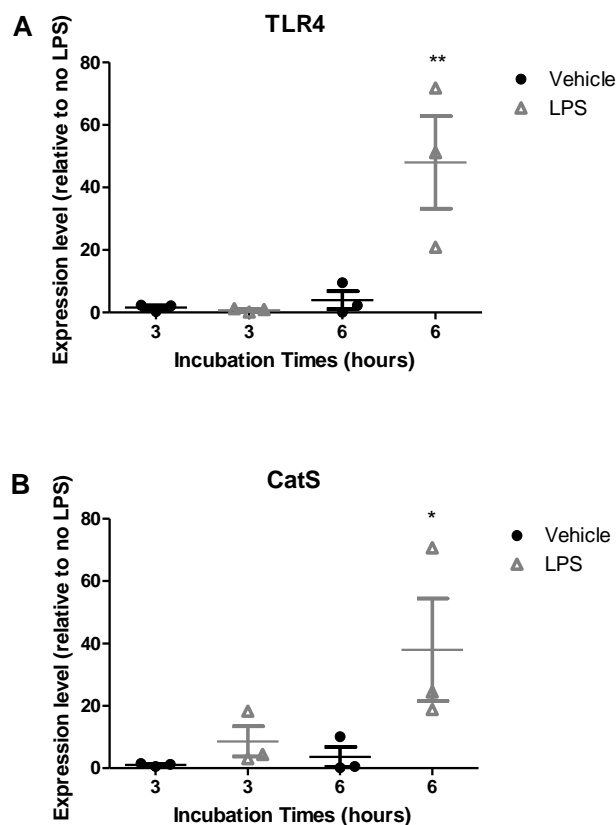 A
TLR4
Expression level (relative to no LPS)
80
60
40
20
0
**
Vehicle
LPS
3
3
6
6
Incubation Times (hours)
B
CatS
Expression level (relative to no LPS)
80
60
40
20
0
*
Vehicle
LPS
3
3
6
6
Incubation Times (hours)